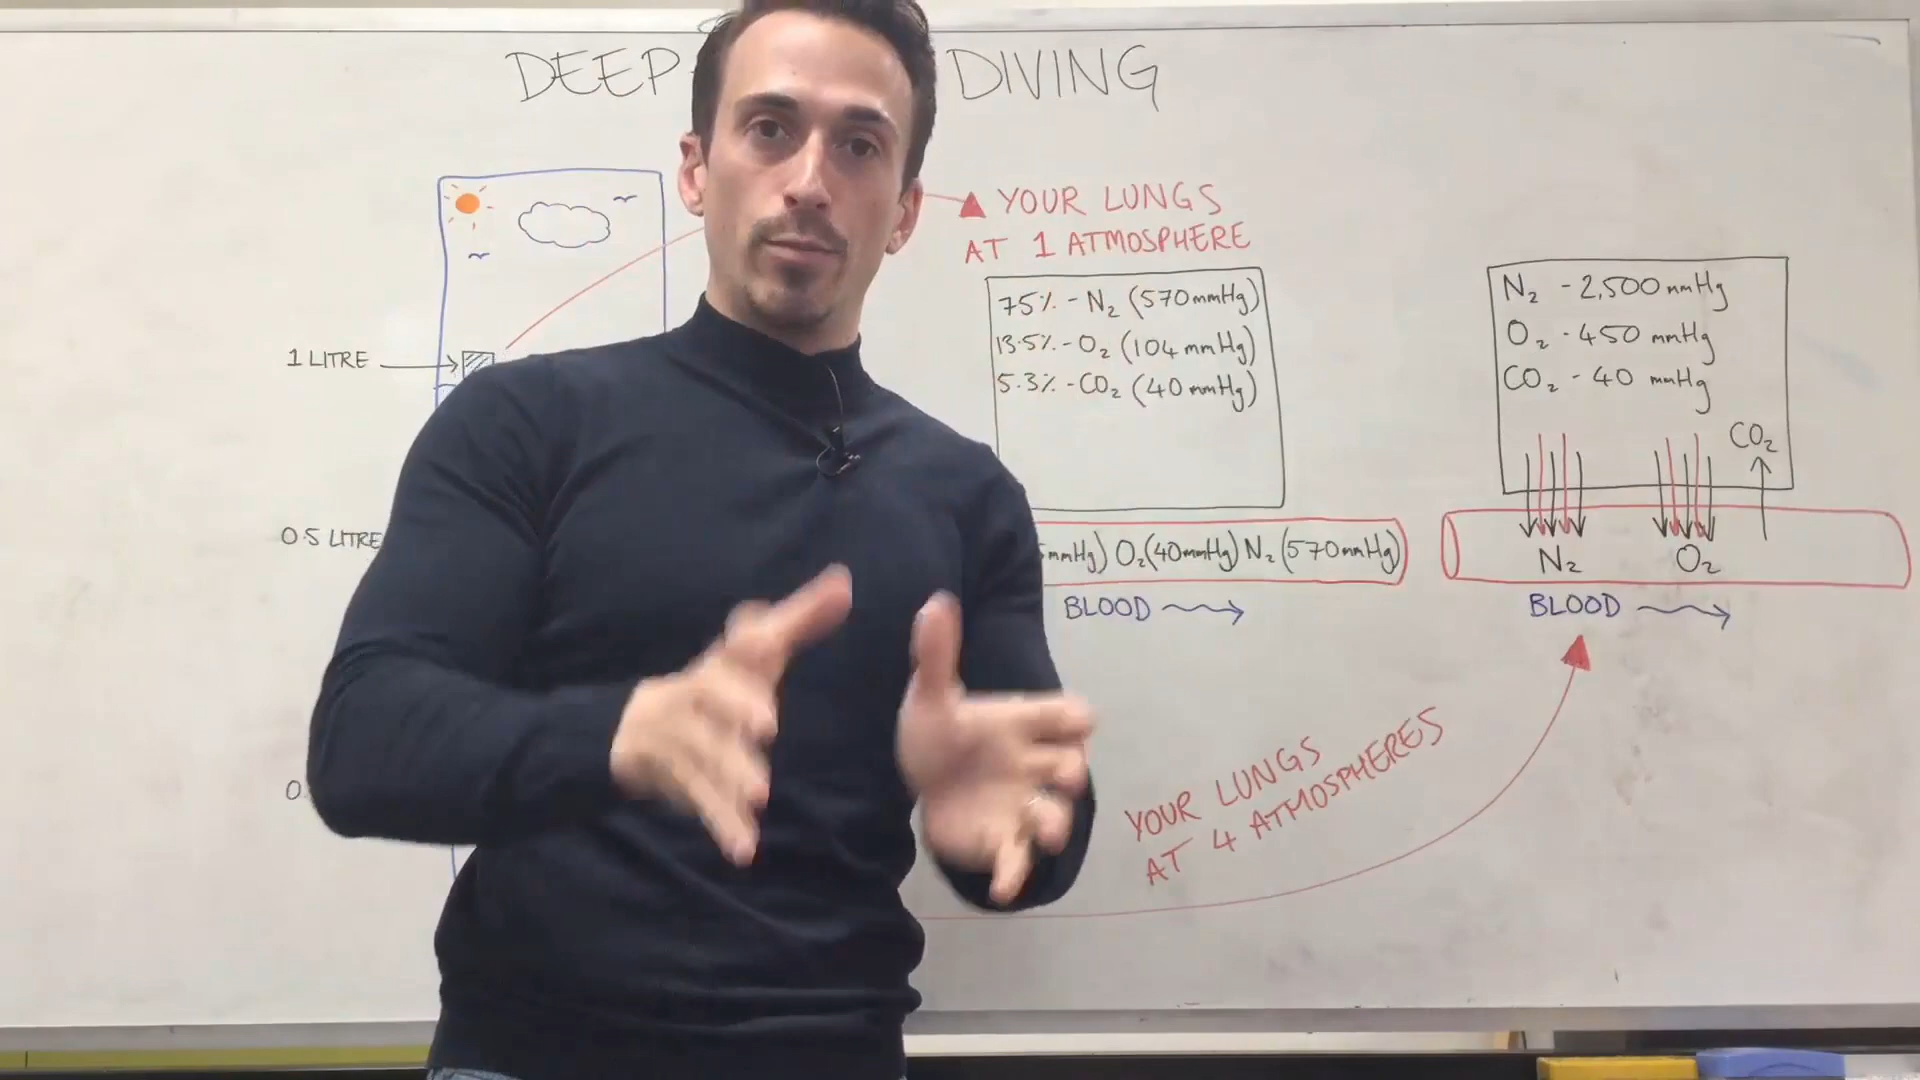 DEEP DIVING
YOUR LUNGS
AT 1 ATMOSPHERE
1 LITRE
0.5 LITRE
75% - N₂ (570mmHg)
13.5% - O₂ (104 mmHg)
5.3% - CO₂ (40 mmHg)
mmHg) O₂(40mmHg) N₂ (570mmHg)
BLOOD
N₂ - 2,500 mmHg
O₂ - 450 mmHg
CO₂ - 40 mmHg
CO₂
N₂ O₂
BLOOD
YOUR LUNGS
AT 4 ATMOSPHERES